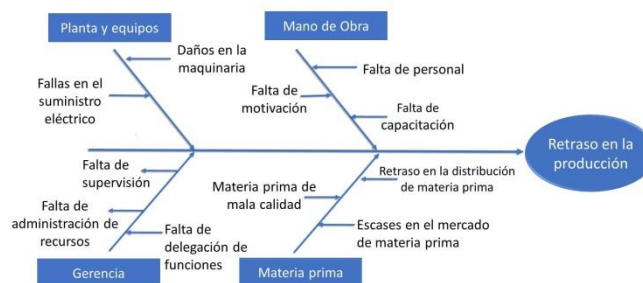 Planta y equipos
Mano de Obra
Daños en la
maquinaria
Fallas en el
suministro
eléctrico
Falta de personal
Falta de
motivación
Falta de
capacitación
Retraso en la
producción
Falta de
supervisión
Falta de
administración de
recursos
Falta de
delegación de
funciones
Retraso en la distribución
de materia prima
Materia prima de
mala calidad
Escases en el mercado
de materia prima
Gerencia
Materia prima